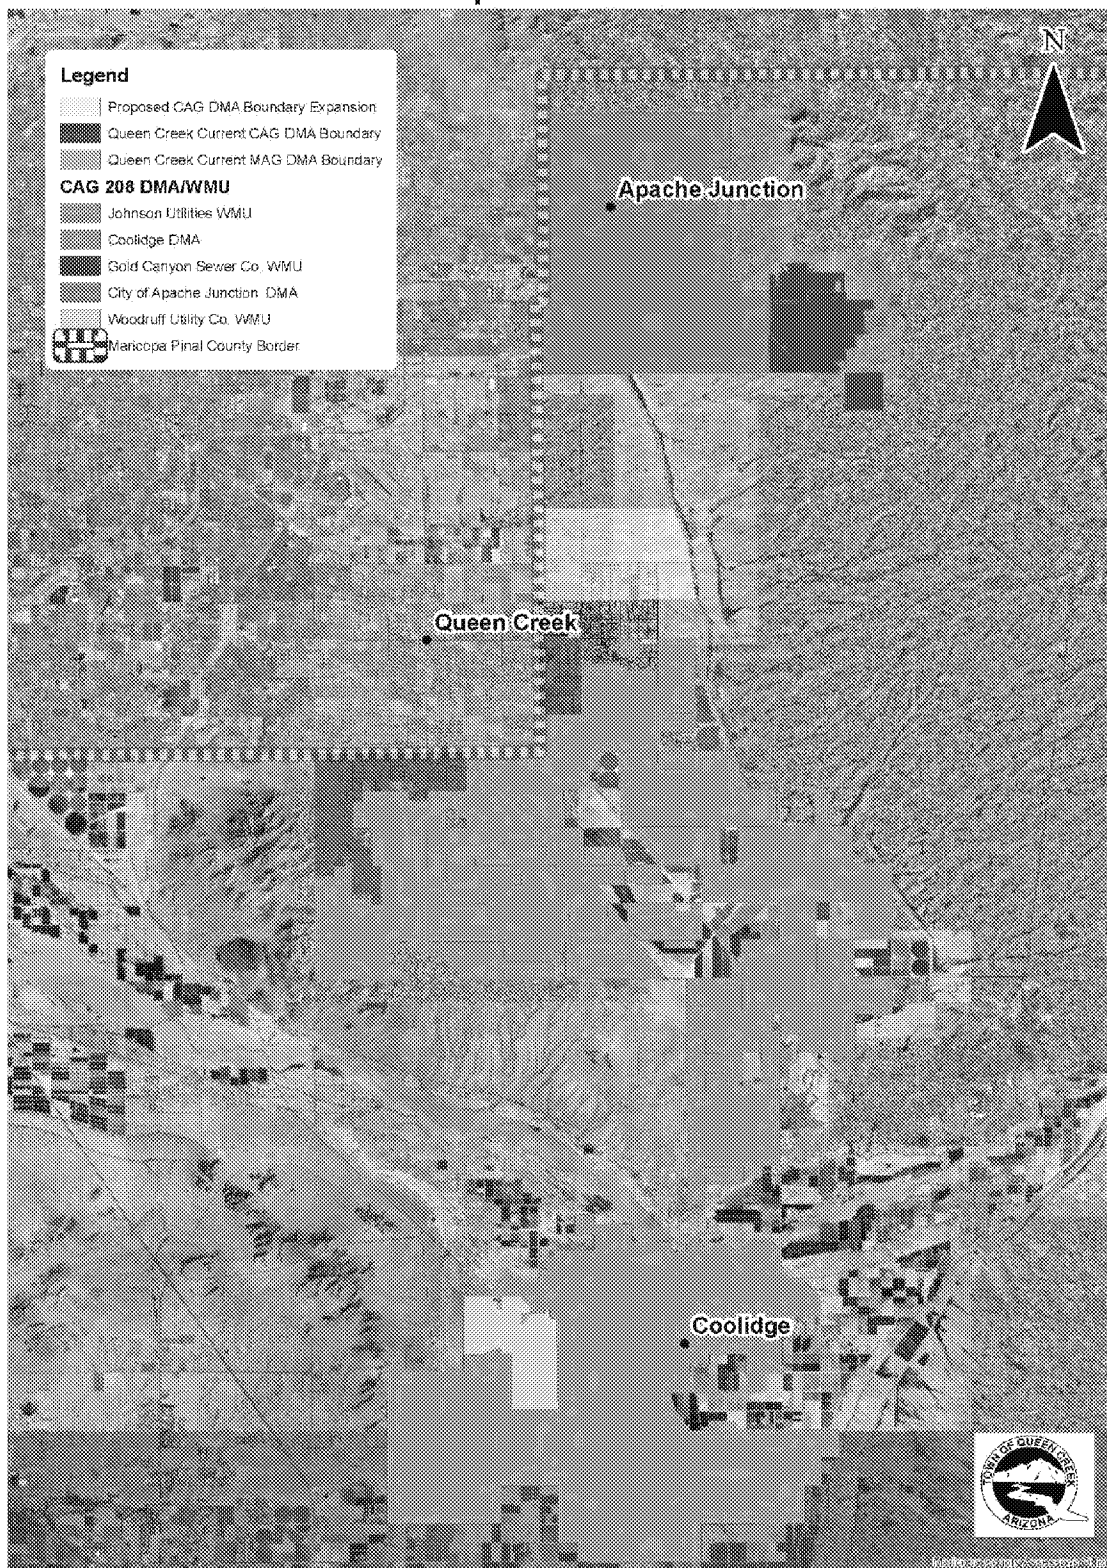 N
Legend
Proposed CAG DMA Boundary Expansion
Queen Creek Current CAG DMA Boundary
Queen Creek Current MAG DMA Boundary
CAG 208 DMA/WMU
Johnson Utilities WMU
Coolidge DMA
Gold Canyon Sewer Co. WMU
City of Apache Junction DMA
Woodruff Utility Co. WMU
Maricopa Pinal County Border
Apache Junction
Queen Creek
Coolidge
TOWN OF QUEEN CREEK
ARIZONA